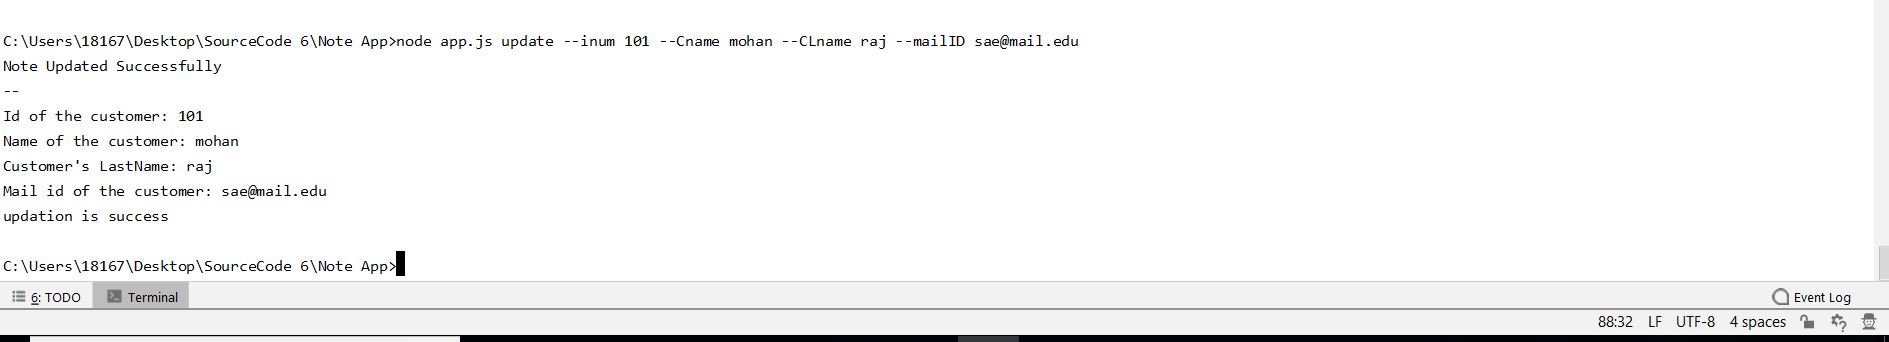 C:\Users\18167\Desktop\SourceCode 6\Note App>node app.js update --inum 101 --Cname mohan --CLname raj --mailID sae@mail.edu
Note Updated Successfully
--
Id of the customer: 101
Name of the customer: mohan
Customer's LastName: raj
Mail id of the customer: sae@mail.edu
updation is success
C:\Users\18167\Desktop\SourceCode 6\Note App>
6: TODO Terminal Event Log
88:32 LF UTF-8 4 spaces